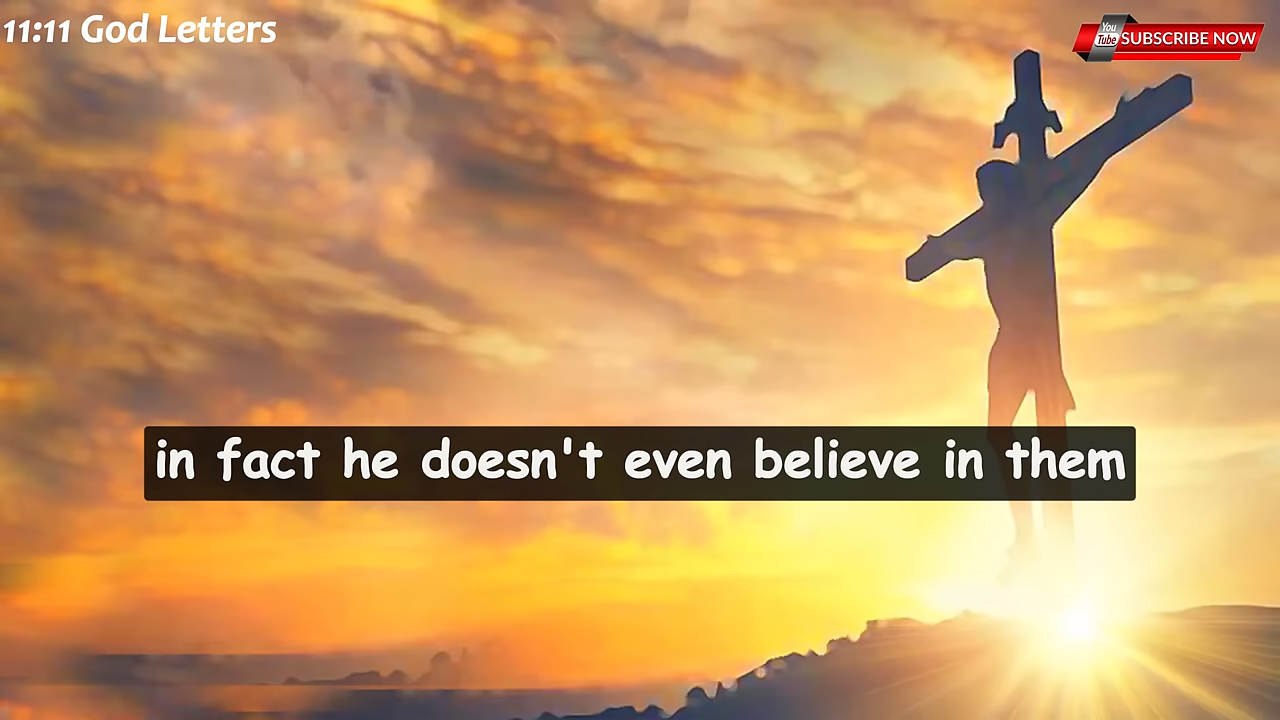 11:11 God Letters
You
Tube
SUBSCRIBE NOW
in fact he doesn't even believe in them